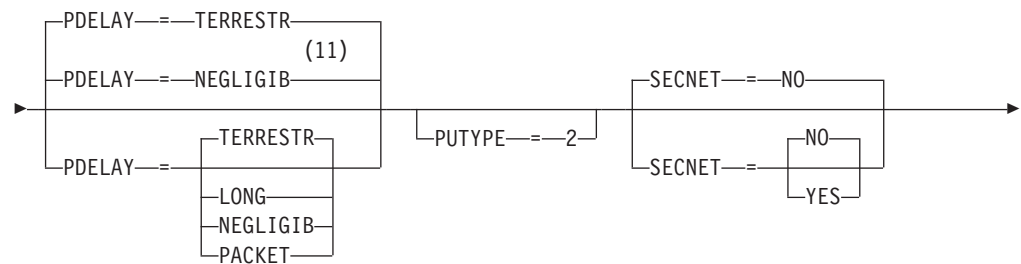 PDELAY = TERRESTR
(11)
PDELAY = NEGLIGIB
SECNET = NO
TERRESTR
PUTYPE = 2
NO
PDELAY =
SECNET =
LONG
YES
NEGLIGIB
PACKET